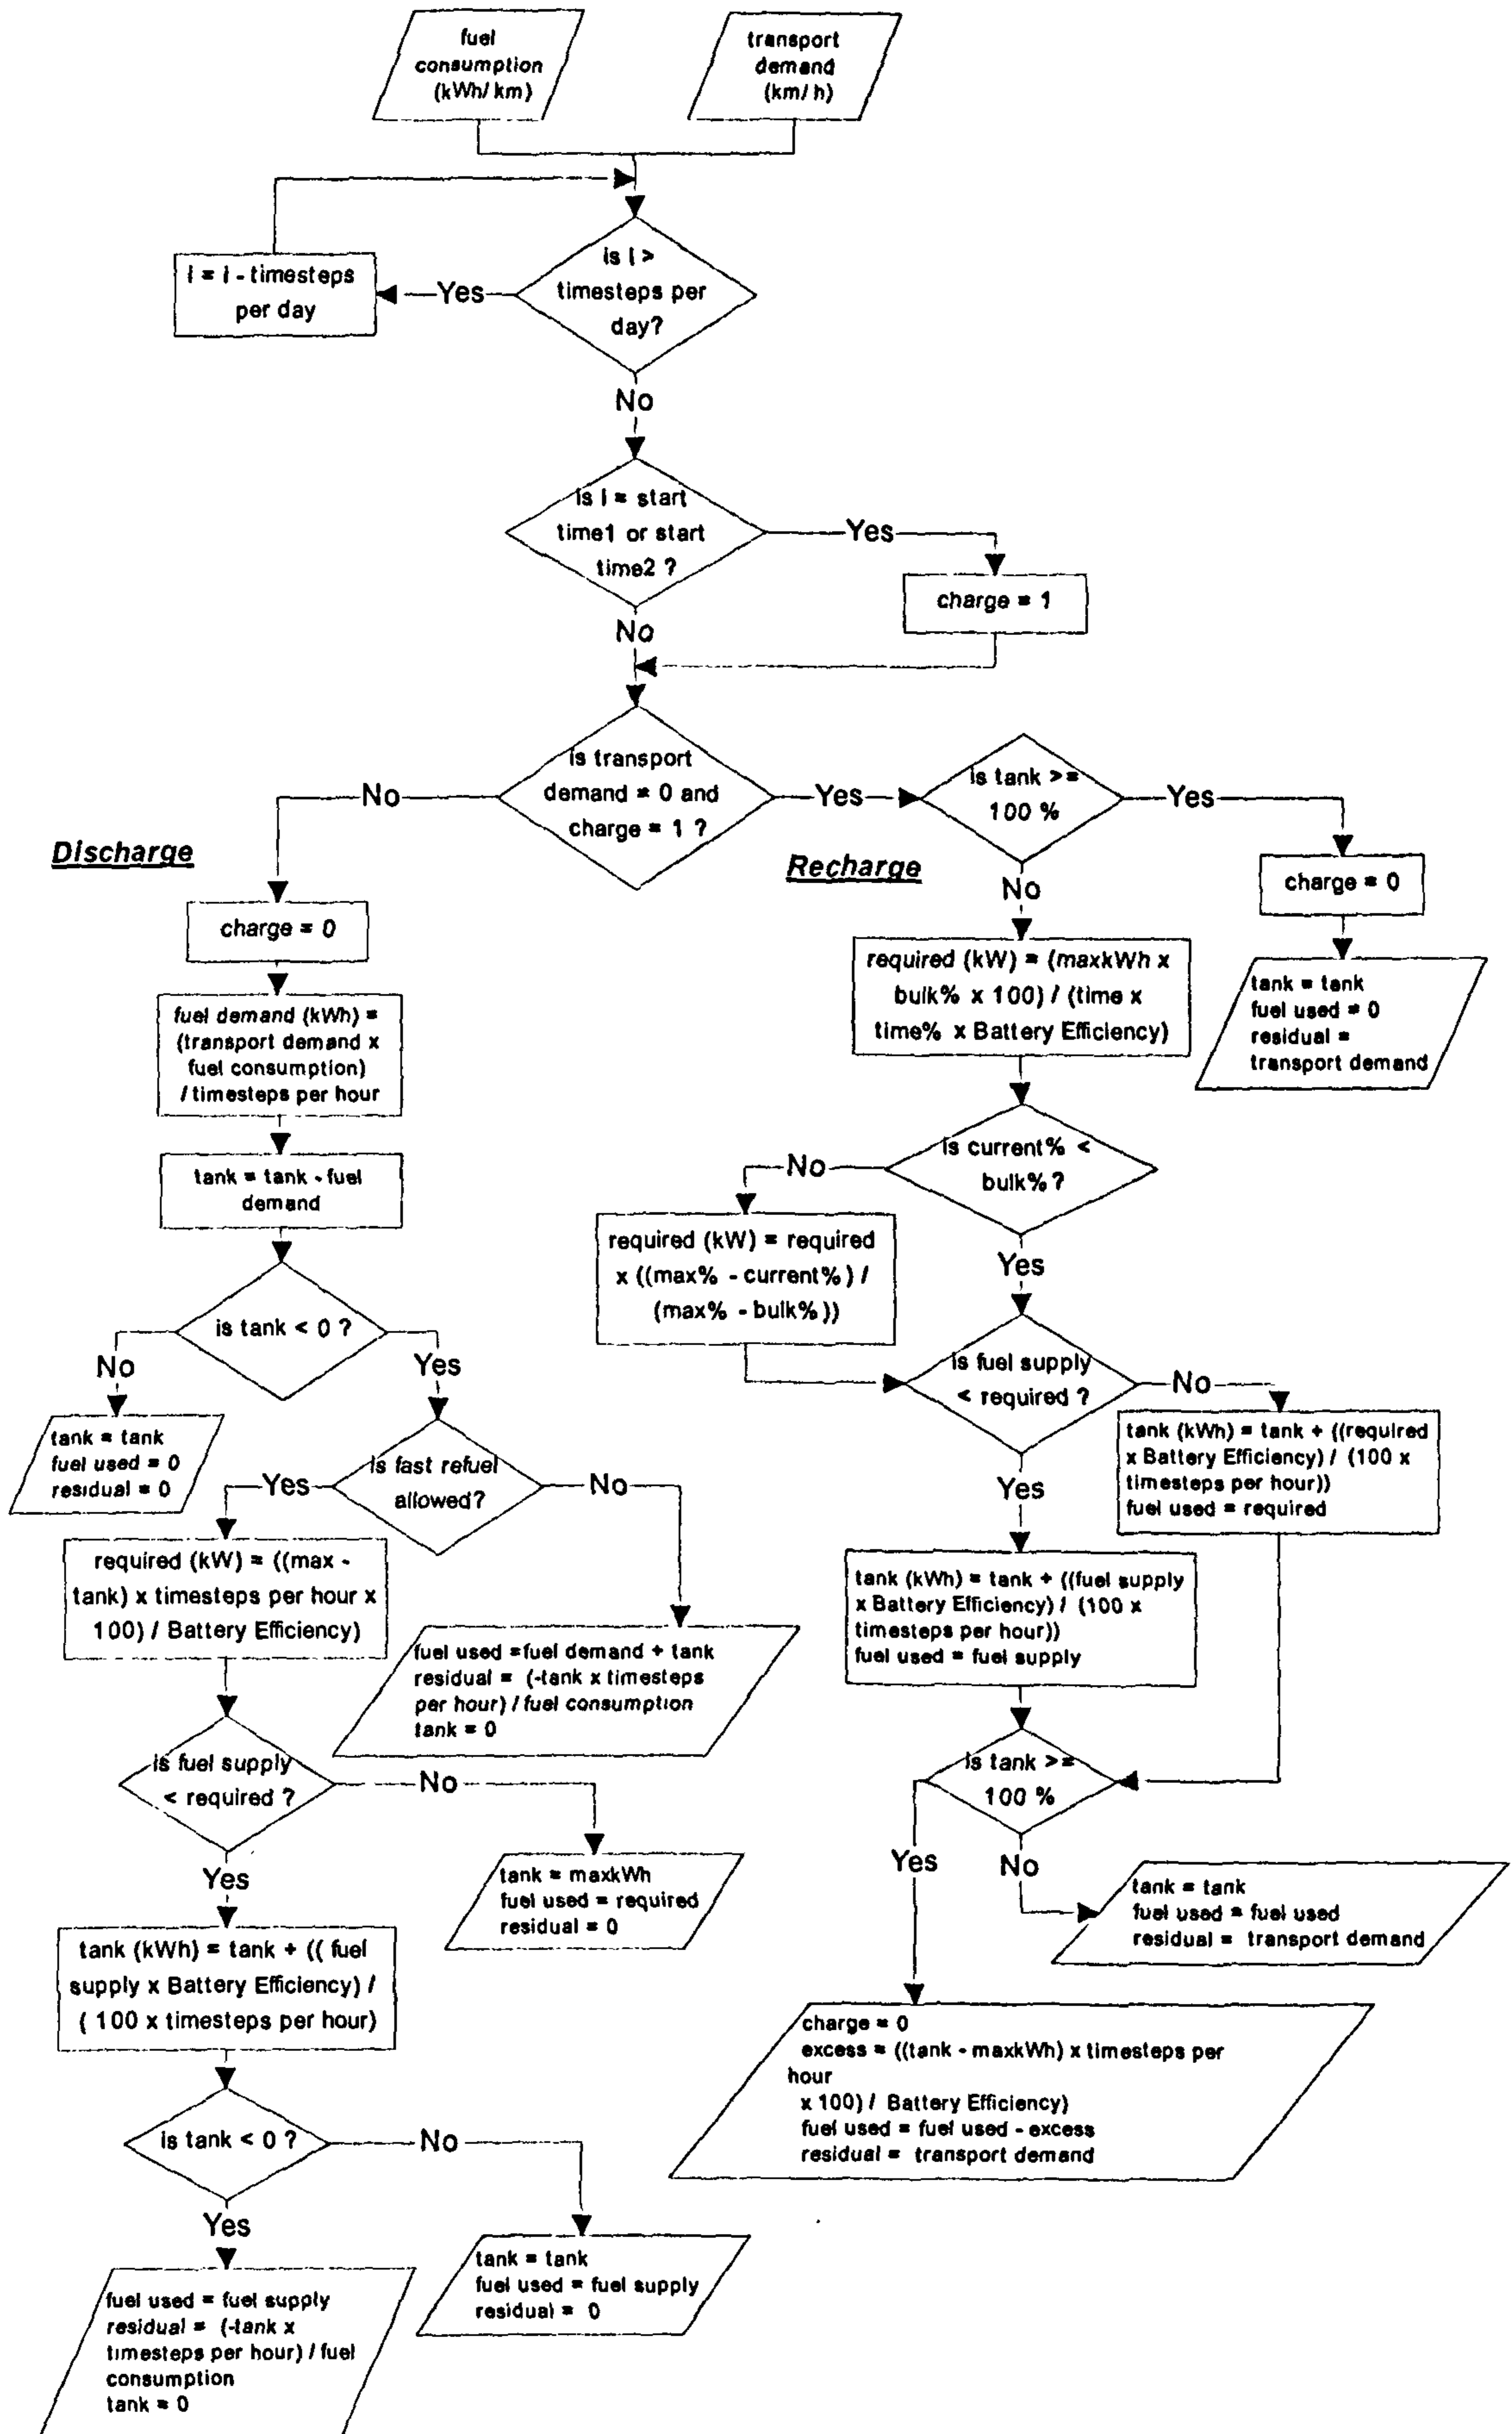 fuel
consumption
(kWh/ km)
transport
demand
(km/ h)
is i >
timesteps per
day?
Yes
i = i - timesteps
per day
No
is i = start
time1 or start
time2 ?
Yes
charge = 1
No
is transport
demand = 0 and
charge = 1 ?
No
Yes
is tank >=
100 %
Yes
charge = 0
tank = tank
fuel used = 0
residual =
transport demand
Discharge
Recharge
No
charge = 0
fuel demand (kWh) =
(transport demand x
fuel consumption)
/ timesteps per hour
tank = tank - fuel
demand
is tank < 0 ?
No
tank = tank
fuel used = 0
residual = 0
Yes
is fast refuel
allowed?
Yes
No
required (kW) = ((max -
tank) x timesteps per hour x
100) / Battery Efficiency)
fuel used =fuel demand + tank
residual = (-tank x timesteps
per hour) / fuel consumption
tank = 0
is fuel supply
< required ?
No
tank = maxkWh
fuel used = required
residual = 0
Yes
tank (kWh) = tank + (( fuel
supply x Battery Efficiency) /
( 100 x timesteps per hour)
is tank < 0 ?
No
tank = tank
fuel used = fuel supply
residual = 0
Yes
fuel used = fuel supply
residual = (-tank x
timesteps per hour) / fuel
consumption
tank = 0
required (kW) = (maxkWh x
bulk% x 100) / (time x
time% x Battery Efficiency)
is current% <
bulk% ?
No
required (kW) = required
x ((max% - current%) /
(max% - bulk%))
Yes
is fuel supply
< required ?
No
tank (kWh) = tank + ((required
x Battery Efficiency) / (100 x
timesteps per hour))
fuel used = required
Yes
tank (kWh) = tank + ((fuel supply
x Battery Efficiency) / (100 x
timesteps per hour))
fuel used = fuel supply
is tank >=
100 %
Yes
No
tank = tank
fuel used = fuel used
residual = transport demand
charge = 0
excess = ((tank - maxkWh) x timesteps per
hour
x 100) / Battery Efficiency)
fuel used = fuel used - excess
residual = transport demand